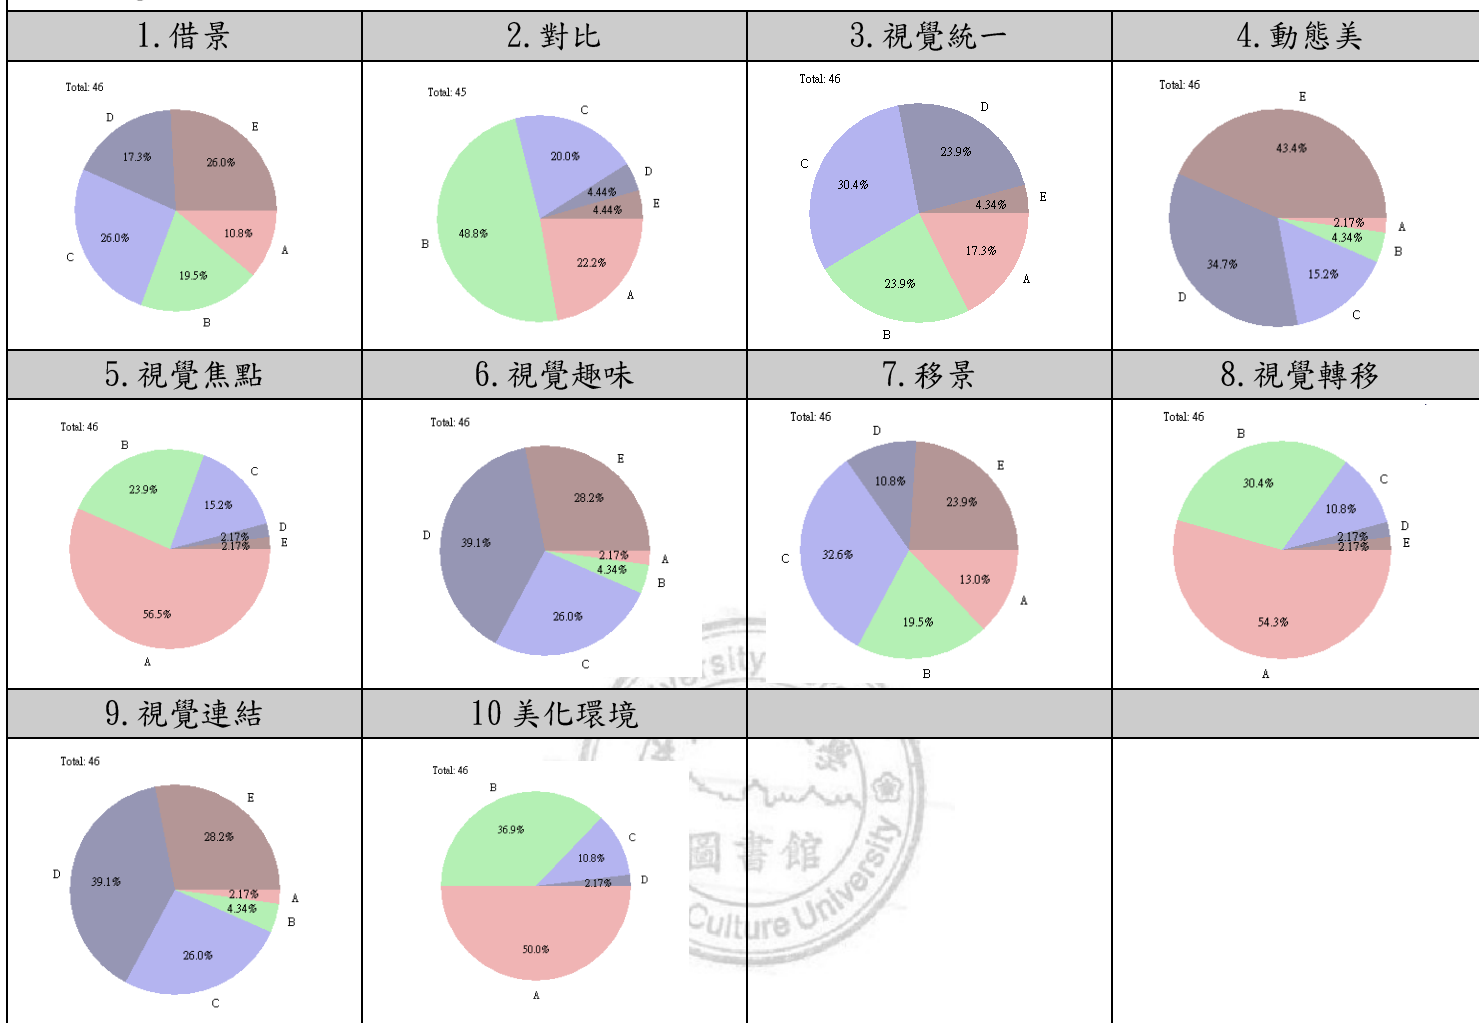 1.借景
2.對比
3.視覺統一
4.動態美
Total: 46
D
E
17.3%
26.0%
26.0%
10.8%
C
A
19.5%
B
Total: 45
C
20.0%
D
4.44%
E
4.44%
B
48.8%
22.2%
A
Total: 46
D
23.9%
C
30.4%
E
4.34%
17.3%
A
23.9%
B
Total: 46
E
43.4%
2.17%
A
4.34%
B
34.7%
15.2%
D
C
5.視覺焦點
6.視覺趣味
7.移景
8.視覺轉移
Total: 46
B
C
23.9%
15.2%
D
2.17%
E
2.17%
56.5%
A
Total: 46
E
28.2%
D
39.1%
2.17%
A
4.34%
B
26.0%
C
Total: 46
D
E
10.8%
23.9%
C
32.6%
13.0%
A
19.5%
B
Total: 46
B
C
30.4%
10.8%
D
2.17%
E
2.17%
54.3%
A
9.視覺連結
10美化環境
Total: 46
E
28.2%
D
39.1%
2.17%
A
4.34%
B
26.0%
C
Total: 46
B
36.9%
C
10.8%
D
2.17%
50.0%
A
圖書館
Culture University